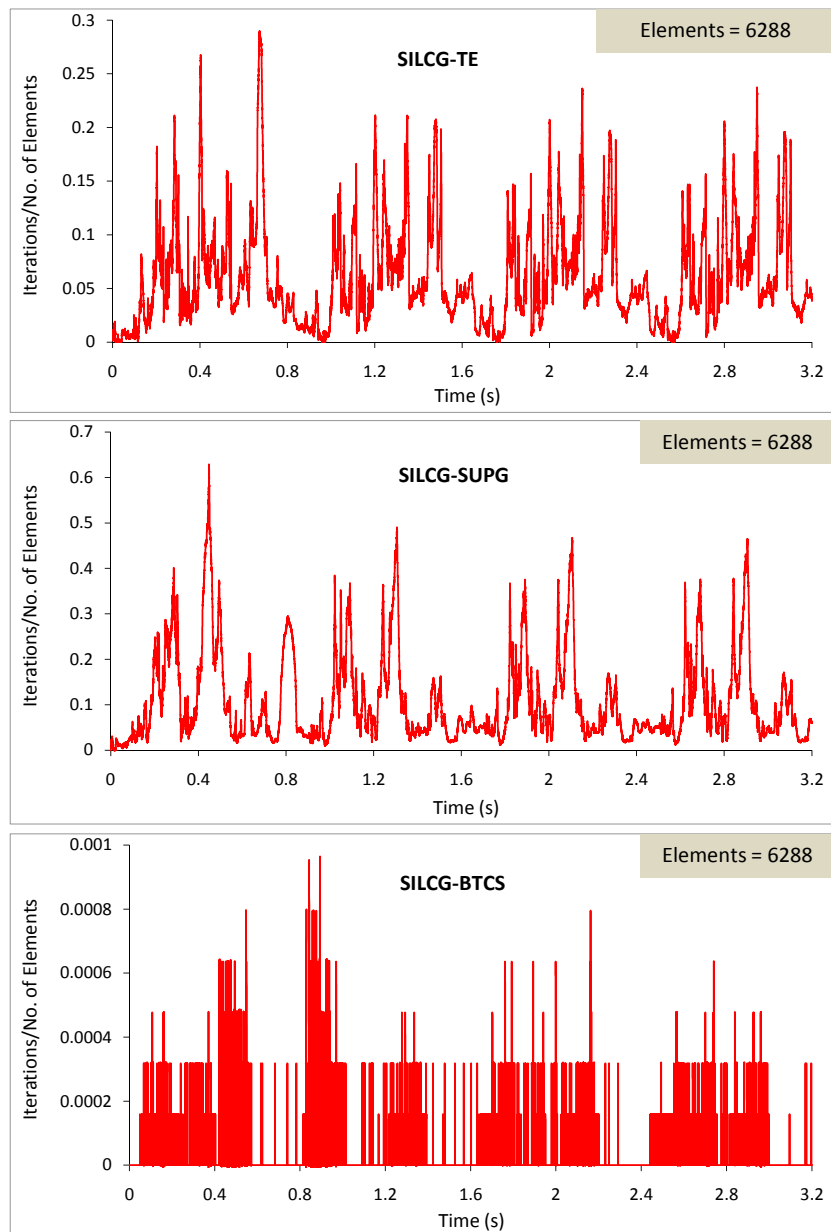 Elements = 6288
SILCG-TE
Iterations/No. of Elements
0.3
0.25
0.2
0.15
0.1
0.05
0
0 0.4 0.8 1.2 1.6 2 2.4 2.8 3.2
Time (s)
Elements = 6288
SILCG-SUPG
Iterations/No. of Elements
0.7
0.6
0.5
0.4
0.3
0.2
0.1
0
0 0.4 0.8 1.2 1.6 2 2.4 2.8 3.2
Time (s)
Elements = 6288
SILCG-BTCS
Iterations/No. of Elements
0.001
0.0008
0.0006
0.0004
0.0002
0
0 0.4 0.8 1.2 1.6 2 2.4 2.8 3.2
Time (s)